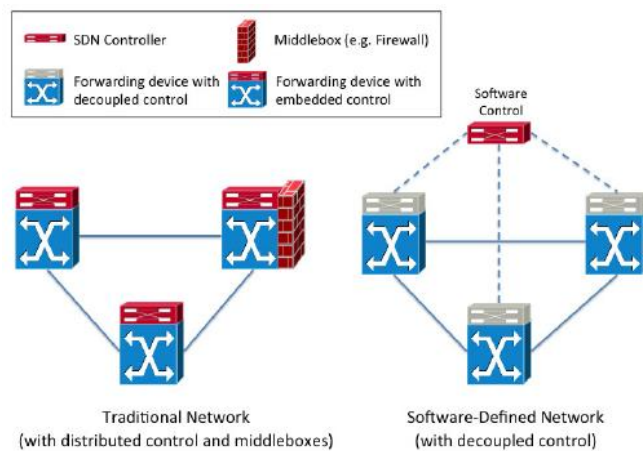 SDN Controller
Middlebox (e.g. Firewall)
Forwarding device with
decoupled control
Forwarding device with
embedded control
Software
Control
Traditional Network
(with distributed control and middleboxes)
Software-Defined Network
(with decoupled control)